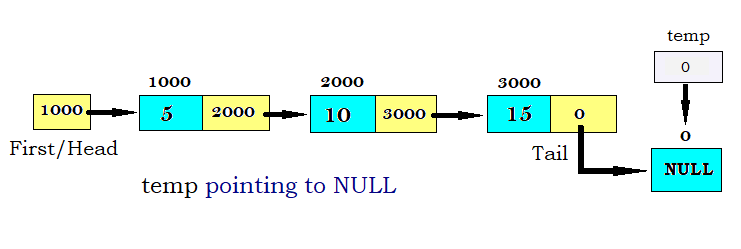 temp
0
1000
2000
3000
0
1000
5
2000
10
3000
15
0
First/Head
Tail
NULL
temp pointing to NULL